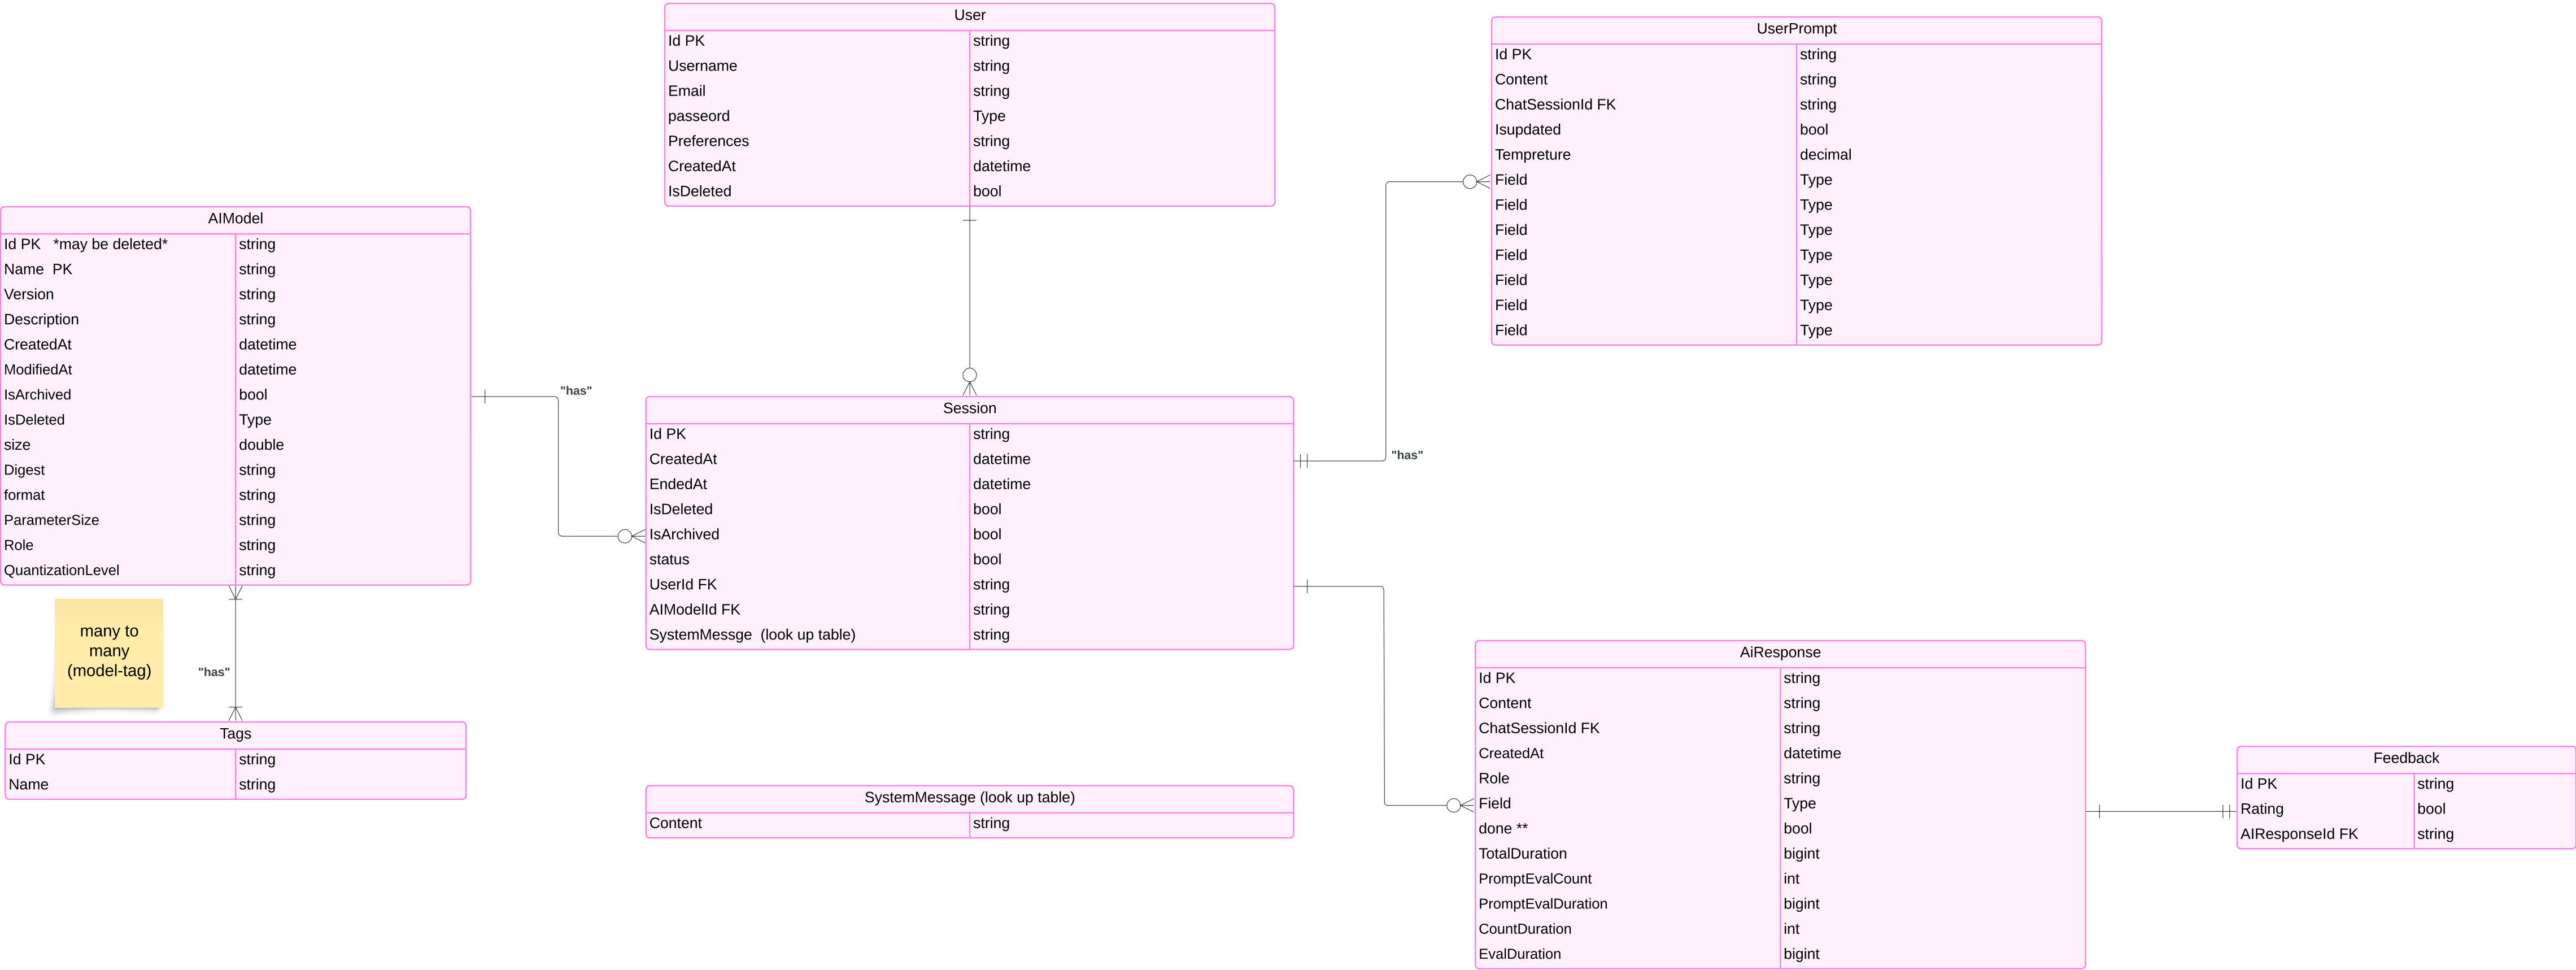 User
Id PK string
Username string
Email string
passeord Type
Preferences string
CreatedAt datetime
IsDeleted bool
UserPrompt
Id PK string
Content string
ChatSessionId FK string
Isupdated bool
Tempreture decimal
Field Type
Field Type
Field Type
Field Type
Field Type
Field Type
Field Type
AIModel
Id PK *may be deleted* string
Name PK string
Version string
Description string
CreatedAt datetime
ModifiedAt datetime
IsArchived bool
IsDeleted Type
size double
Digest string
format string
ParameterSize string
Role string
QuantizationLevel string
"has"
Session
Id PK string
CreatedAt datetime
EndedAt datetime
IsDeleted bool
IsArchived bool
status bool
UserId FK string
AIModelId FK string
SystemMessge (look up table) string
"has"
many to
many
(model-tag)
"has"
Tags
Id PK string
Name string
SystemMessage (look up table)
Content string
AiResponse
Id PK string
Content string
ChatSessionId FK string
CreatedAt datetime
Role string
Field Type
done ** bool
TotalDuration bigint
PromptEvalCount int
PromptEvalDuration bigint
CountDuration int
EvalDuration bigint
Feedback
Id PK string
Rating bool
AIResponseId FK string